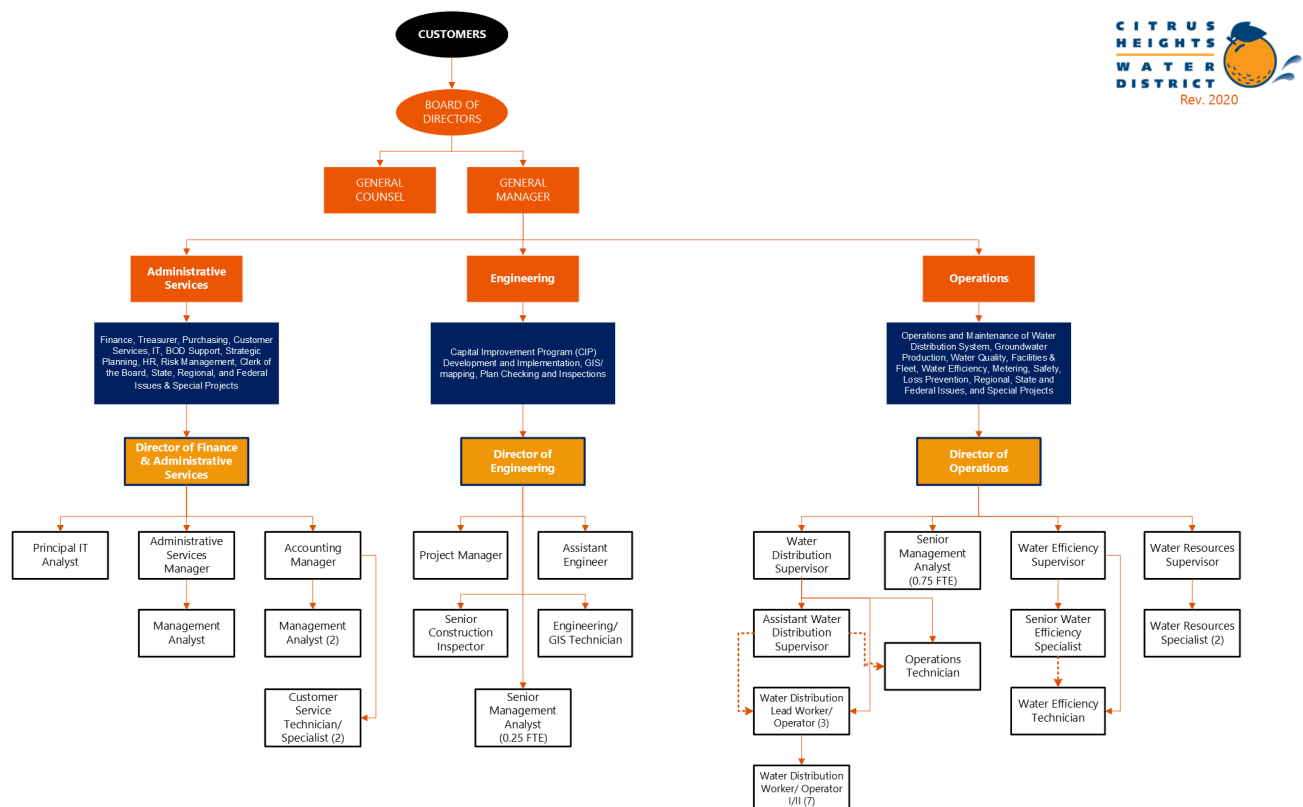 CUSTOMERS
CITRUS
HEIGHTS
WATER
DISTRICT
Rev. 2020
BOARD OF
DIRECTORS
GENERAL
COUNSEL
GENERAL
MANAGER
Administrative
Services
Engineering
Operations
Finance, Treasurer, Purchasing, Customer
Services, IT, BOD Support, Strategic
Planning, HR, Risk Management, Clerk of
the Board, State, Regional, and Federal
Issues & Special Projects
Capital Improvement Program (CIP)
Development and Implementation, GIS/
mapping, Plan Checking and Inspections
Operations and Maintenance of Water
Distribution System, Groundwater
Production, Water Quality, Facilities &
Fleet, Water Efficiency, Metering, Safety,
Loss Prevention, Regional, State and
Federal Issues, and Special Projects
Director of Finance
& Administrative
Services
Director of
Engineering
Director of
Operations
Principal IT
Analyst
Administrative
Services
Manager
Accounting
Manager
Project Manager
Assistant
Engineer
Water
Distribution
Supervisor
Senior
Management
Analyst
(0.75 FTE)
Water Efficiency
Supervisor
Water Resources
Supervisor
Management
Analyst
Management
Analyst (2)
Senior
Construction
Inspector
Engineering/
GIS Technician
Assistant Water
Distribution
Supervisor
Operations
Technician
Senior Water
Efficiency
Specialist
Water Resources
Specialist (2)
Customer
Service
Technician/
Specialist (2)
Senior
Management
Analyst
(0.25 FTE)
Water Distribution
Lead Worker/
Operator (3)
Water Efficiency
Technician
Water Distribution
Worker/ Operator
I/II (7)